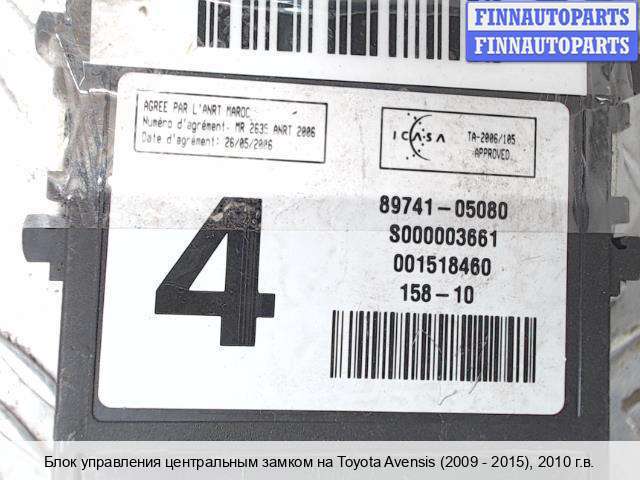 FINNAUTOPARTS
FINNAUTOPARTS
AGREE PAR L'ANRT MAROC
Numéro d'agrément: MR 2635 ANRT 2006
Date d'agrément: 26/05/2006
ICASA
TA-2006/105
APPROVED
4
89741-05080
S000003661
001518460
158-10
Блок управления центральным замком на Toyota Avensis (2009 - 2015), 2010 г.в.